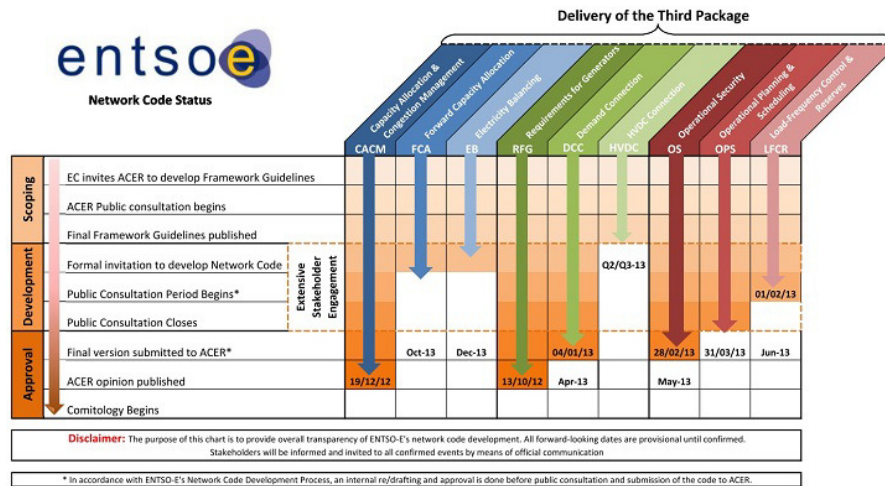 Delivery of the Third Package
entsoe
Network Code Status
Capacity Allocation &
Congestion Management
Forward Capacity Allocation
Electricity Balancing
Requirements for Generators
Demand Connection
HVDC Connection
Operational Security
Operational Planning &
Scheduling
Load-Frequency Control &
Reserves
CACM FCA EB RFG DCC HVDC OS OPS LFCR
Scoping
EC invites ACER to develop Framework Guidelines
ACER Public consultation begins
Final Framework Guidelines published
Development
Formal invitation to develop Network Code
Public Consultation Period Begins*
Public Consultation Closes
Extensive
Stakeholder
Engagement
Q2/Q3-13
01/02/13
Approval
Final version submitted to ACER* Oct-13 Dec-13 04/01/13 28/02/13 31/03/13 Jun-13
ACER opinion published 19/12/12 13/10/12 Apr-13 May-13
Comitology Begins
Disclaimer: The purpose of this chart is to provide overall transparency of ENTSO-E's network code development. All forward-looking dates are provisional until confirmed.
Stakeholders will be informed and invited to all confirmed events by means of official communication
* In accordance with ENTSO-E's Network Code Development Process, an internal re/drafting and approval is done before public consultation and submission of the code to ACER.